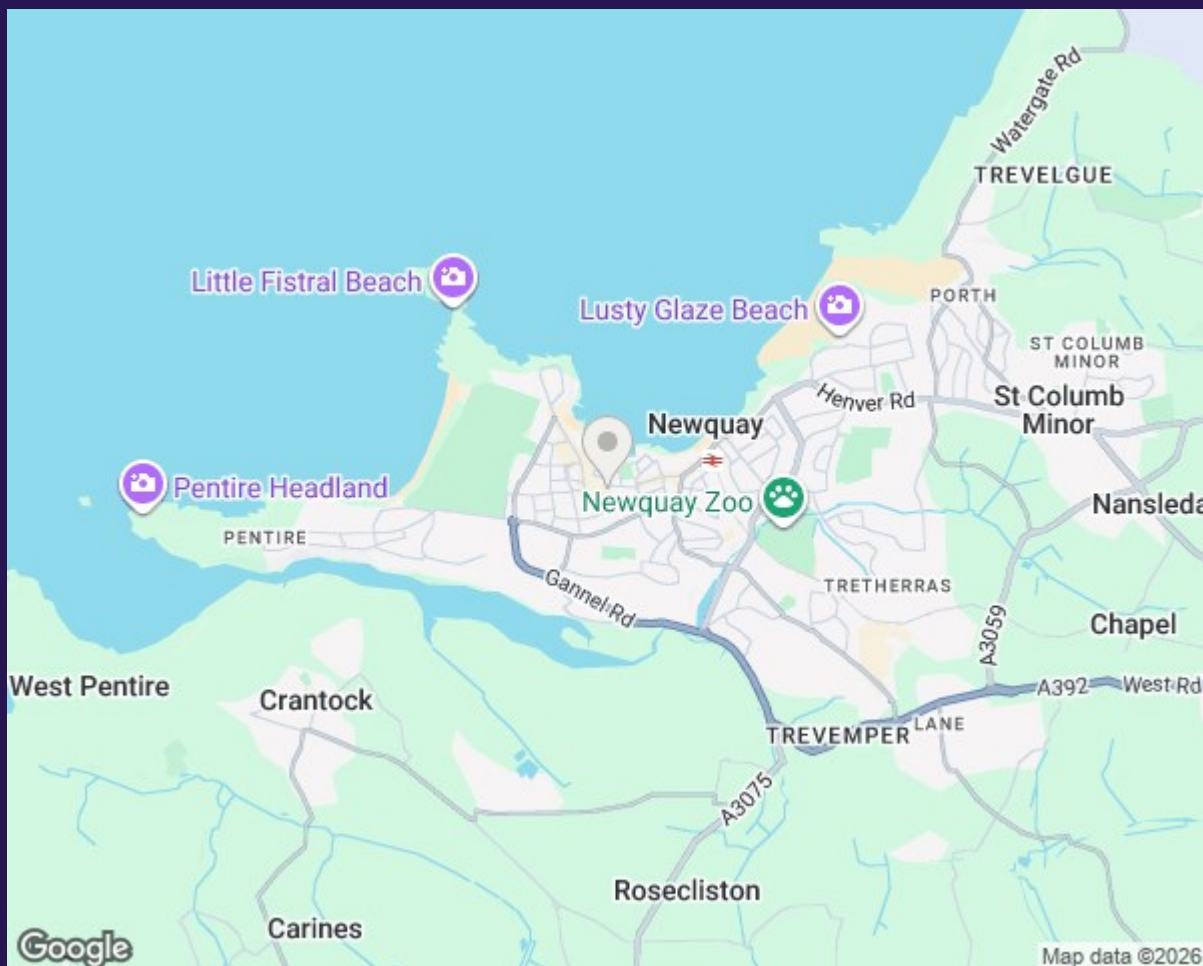 Watergate Rd
TREVELGUE
Little Fistral Beach
Lusty Glaze Beach
PORTH
ST COLUMB
MINOR
Henver Rd
St Columb
Minor
Newquay
Pentire Headland
Newquay Zoo
Nansleda
PENTIRE
Gannel Rd
TRETHERRAS
A3059
Chapel
West Pentire
Crantock
A392
West Rd
TREVEMPER
LANE
A3075
Rosecliston
Carines
Google
Map data ©2026